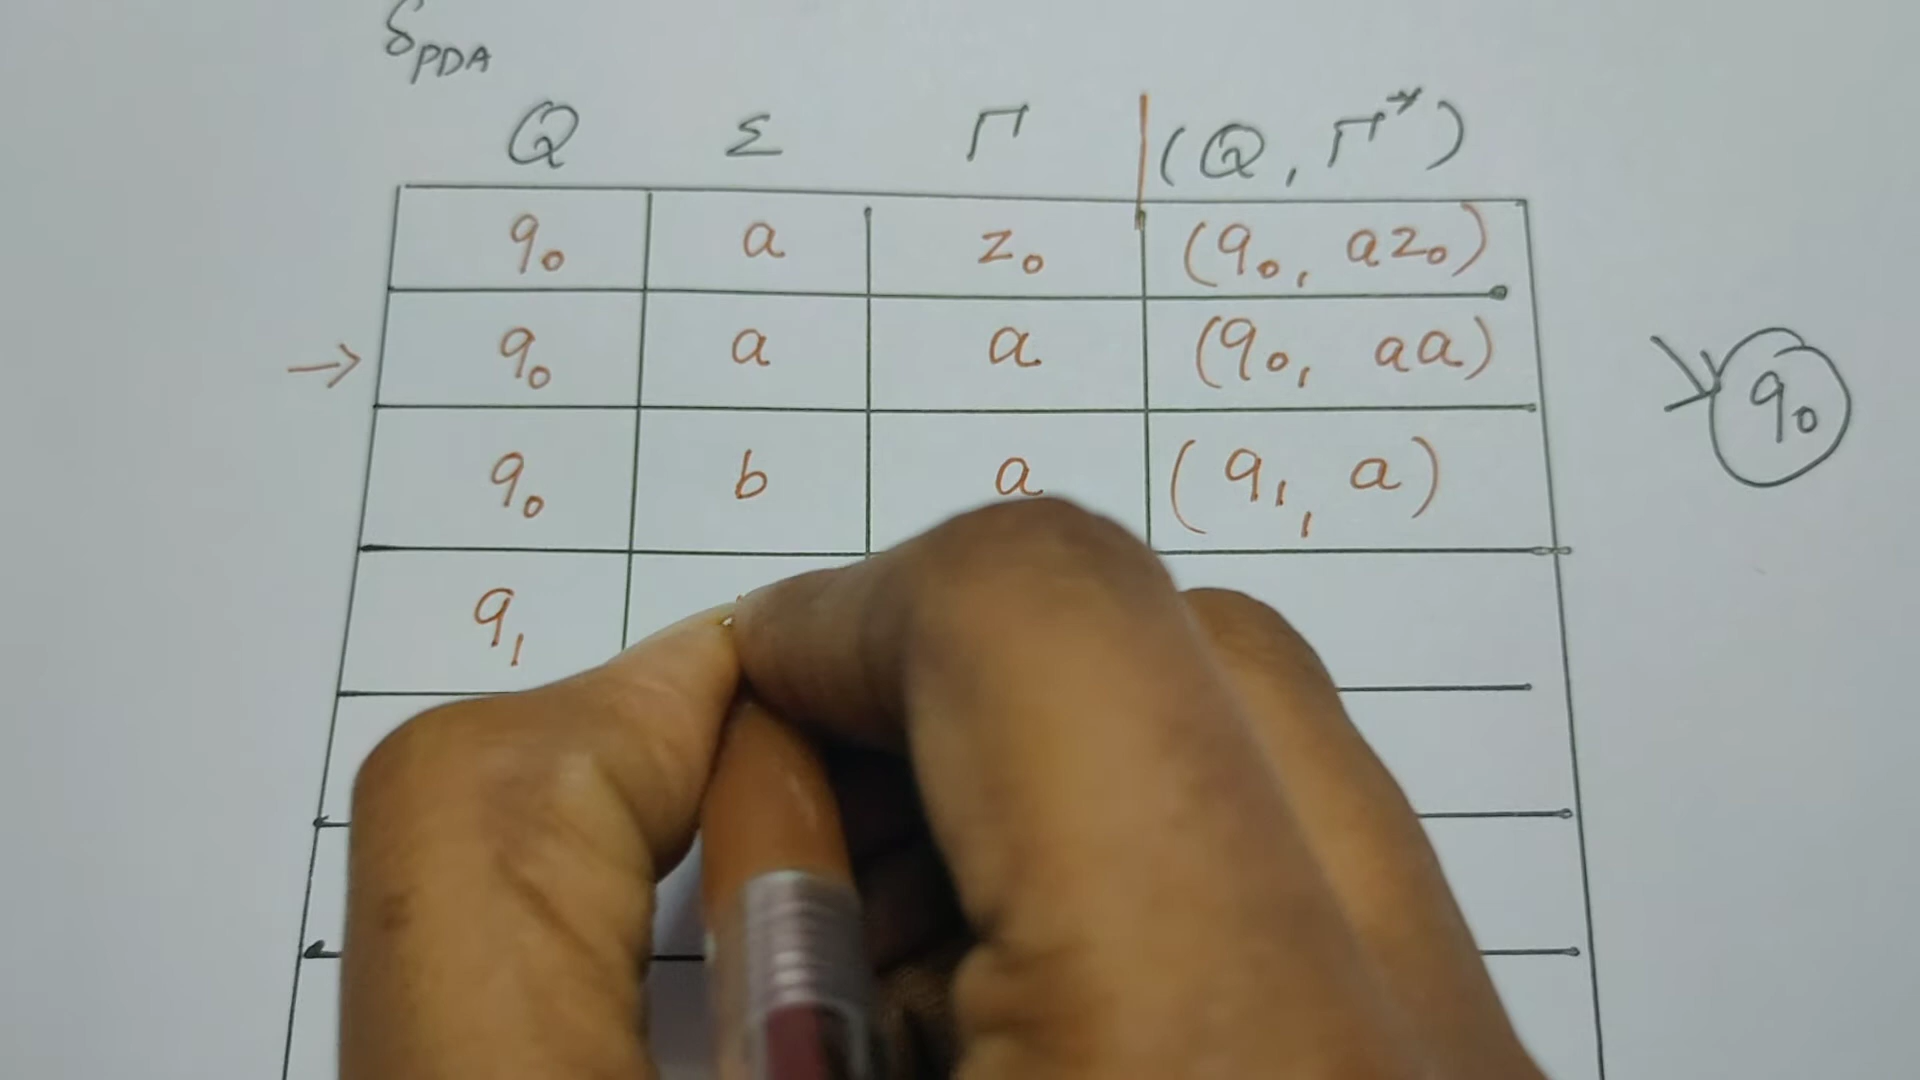 δPDA
Q Σ Γ (Q, Γ*)
q₀ a z₀ (q₀, az₀)
→ q₀ a a (q₀, aa)
q₀
q₀ b a (q₁, a)
q₁